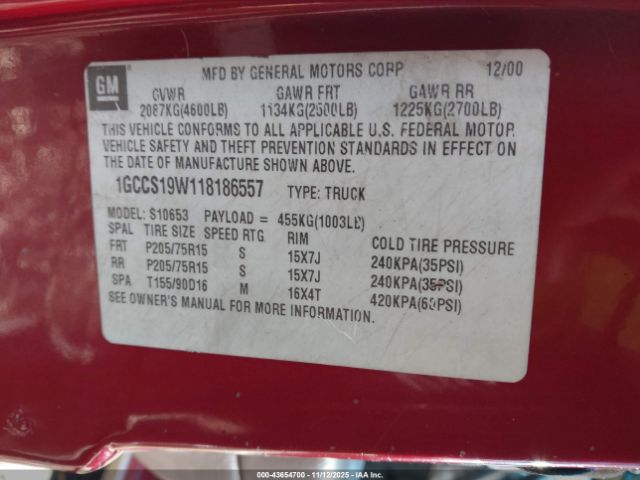 GM
MFD BY GENERAL MOTORS CORP 12/00
GVWR GAWR FRT GAWR RR
2087KG(4600LB) 1134KG(2500LB) 1225KG(2700LB)
THIS VEHICLE CONFORMS TO ALL APPLICABLE U.S. FEDERAL MOTOR
VEHICLE SAFETY AND THEFT PREVENTION STANDARDS IN EFFECT ON
THE DATE OF MANUFACTURE SHOWN ABOVE.
1GCCS19W118186557 TYPE: TRUCK
MODEL: S10653 PAYLOAD = 455KG(1003LB)
SPAL TIRE SIZE SPEED RTG RIM COLD TIRE PRESSURE
FRT P205/75R15 S 15X7J 240KPA(35PSI)
RR P205/75R15 S 15X7J 240KPA(35PSI)
SPA T155/90D16 M 16X4T 420KPA(60PSI)
SEE OWNER'S MANUAL FOR MORE INFORMATION.
000-43654700 - 11/12/2025 - IAAI.COM